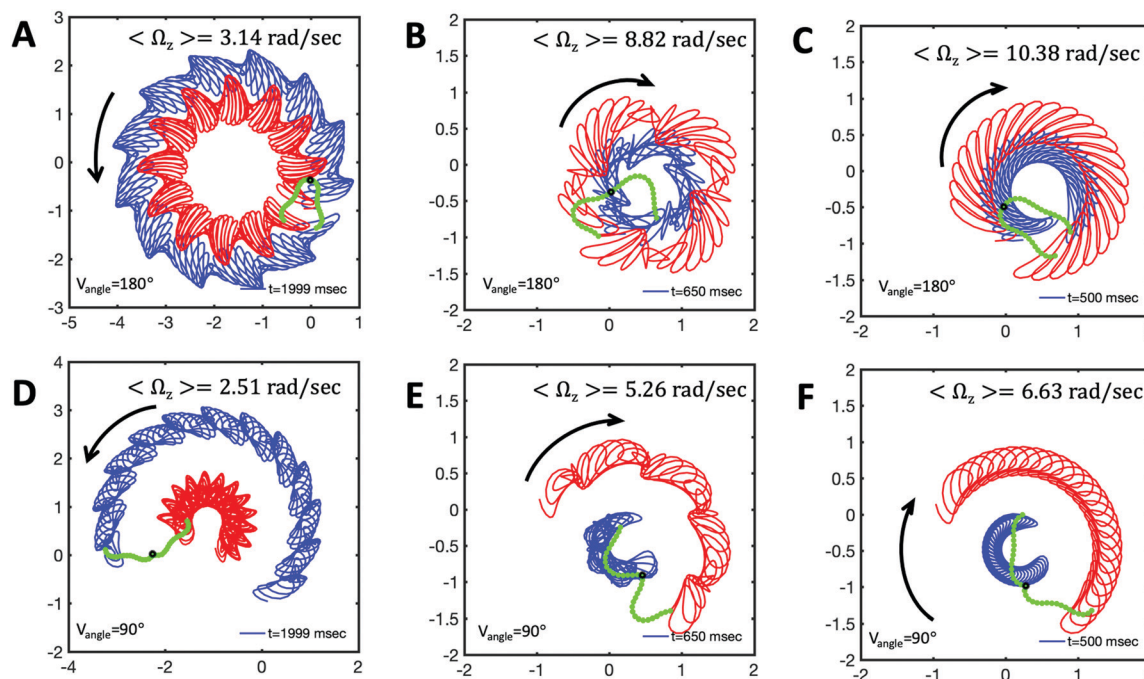 A
< Ω_z >= 3.14 rad/sec
3
2
1
0
-1
-2
-3
V_angle=180°
t=1999 msec
-5 -4 -3 -2 -1 0 1
B
< Ω_z >= 8.82 rad/sec
2
1.5
1
0.5
0
-0.5
-1
-1.5
-2
V_angle=180°
t=650 msec
-2 -1 0 1 2
C
< Ω_z >= 10.38 rad/sec
2
1.5
1
0.5
0
-0.5
-1
-1.5
-2
V_angle=180°
t=500 msec
-2 -1 0 1
D
< Ω_z >= 2.51 rad/sec
4
3
2
1
0
-1
-2
V_angle=90°
t=1999 msec
-4 -2 0 2
E
< Ω_z >= 5.26 rad/sec
2
1.5
1
0.5
0
-0.5
-1
-1.5
-2
V_angle=90°
t=650 msec
-2 -1 0 1 2
F
< Ω_z >= 6.63 rad/sec
2
1.5
1
0.5
0
-0.5
-1
-1.5
-2
V_angle=90°
t=500 msec
-2 -1 0 1